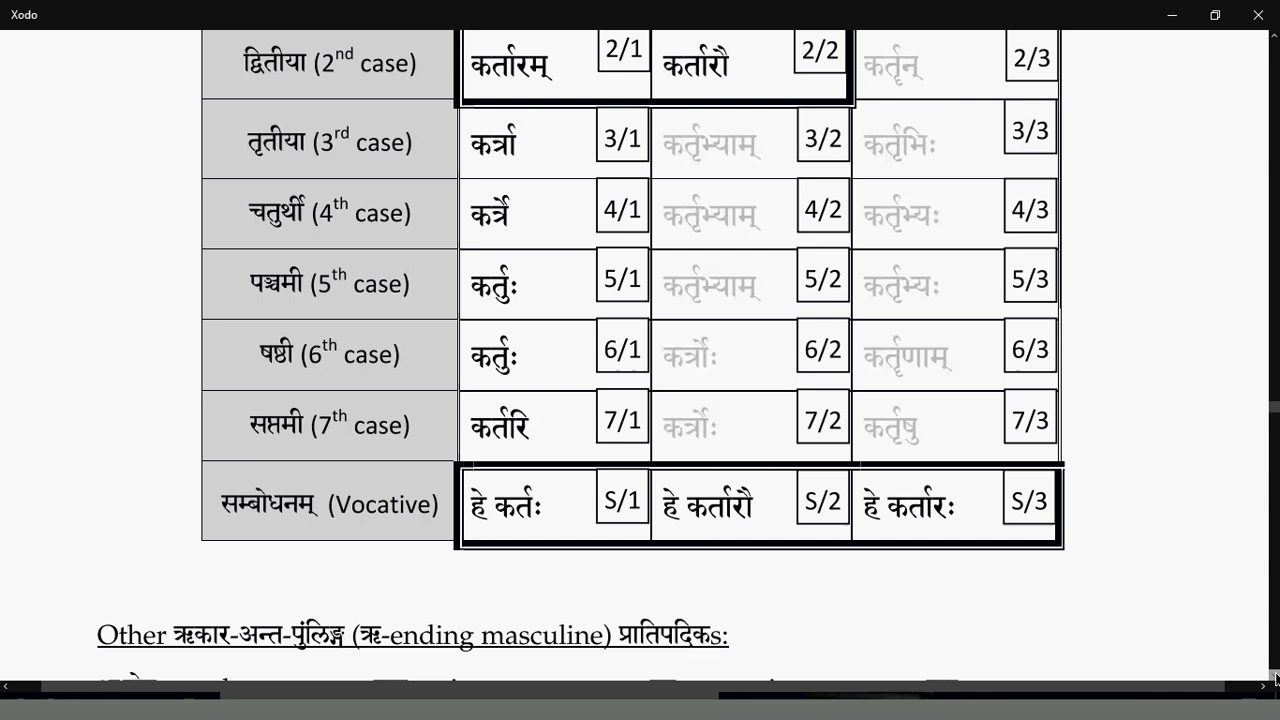 Xodo
द्वितीया (2nd case) कर्तारम् 2/1 कर्तारौ 2/2 कर्तॄन् 2/3
तृतीया (3rd case) कर्त्रा 3/1 कर्तृभ्याम् 3/2 कर्तृभिः 3/3
चतुर्थी (4th case) कर्त्रे 4/1 कर्तृभ्याम् 4/2 कर्तृभ्यः 4/3
पञ्चमी (5th case) कर्तुः 5/1 कर्तृभ्याम् 5/2 कर्तृभ्यः 5/3
षष्ठी (6th case) कर्तुः 6/1 कर्त्रोः 6/2 कर्तॄणाम् 6/3
सप्तमी (7th case) कर्तरि 7/1 कर्त्रोः 7/2 कर्तृषु 7/3
सम्बोधनम् (Vocative) हे कर्तः S/1 हे कर्तारौ S/2 हे कर्तारः S/3
Other ऋकार-अन्त-पुंलिङ्ग (ऋ-ending masculine) प्रातिपदिकs: